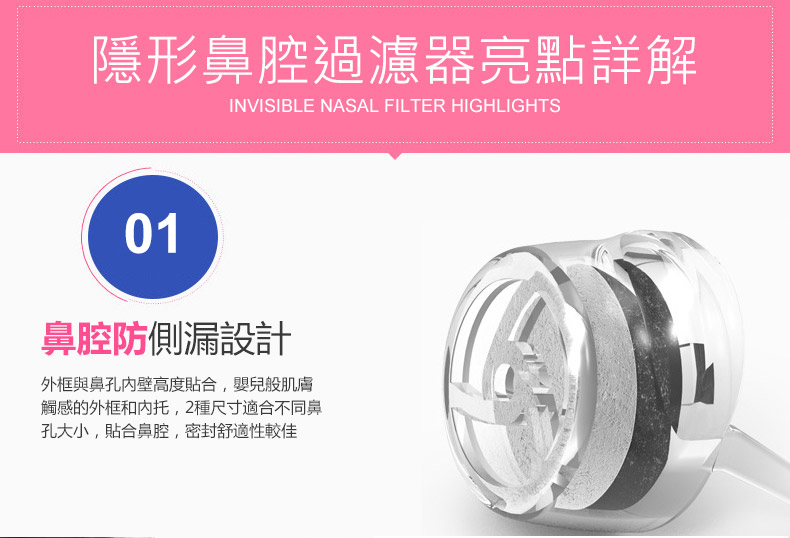 隱形鼻腔過濾器亮點詳解
INVISIBLE NASAL FILTER HIGHLIGHTS
01
鼻腔防側漏設計
外框與鼻孔內壁高度貼合，嬰兒般肌膚
觸感的外框和內托，2種尺寸適合不同鼻
孔大小，貼合鼻腔，密封舒適性較佳